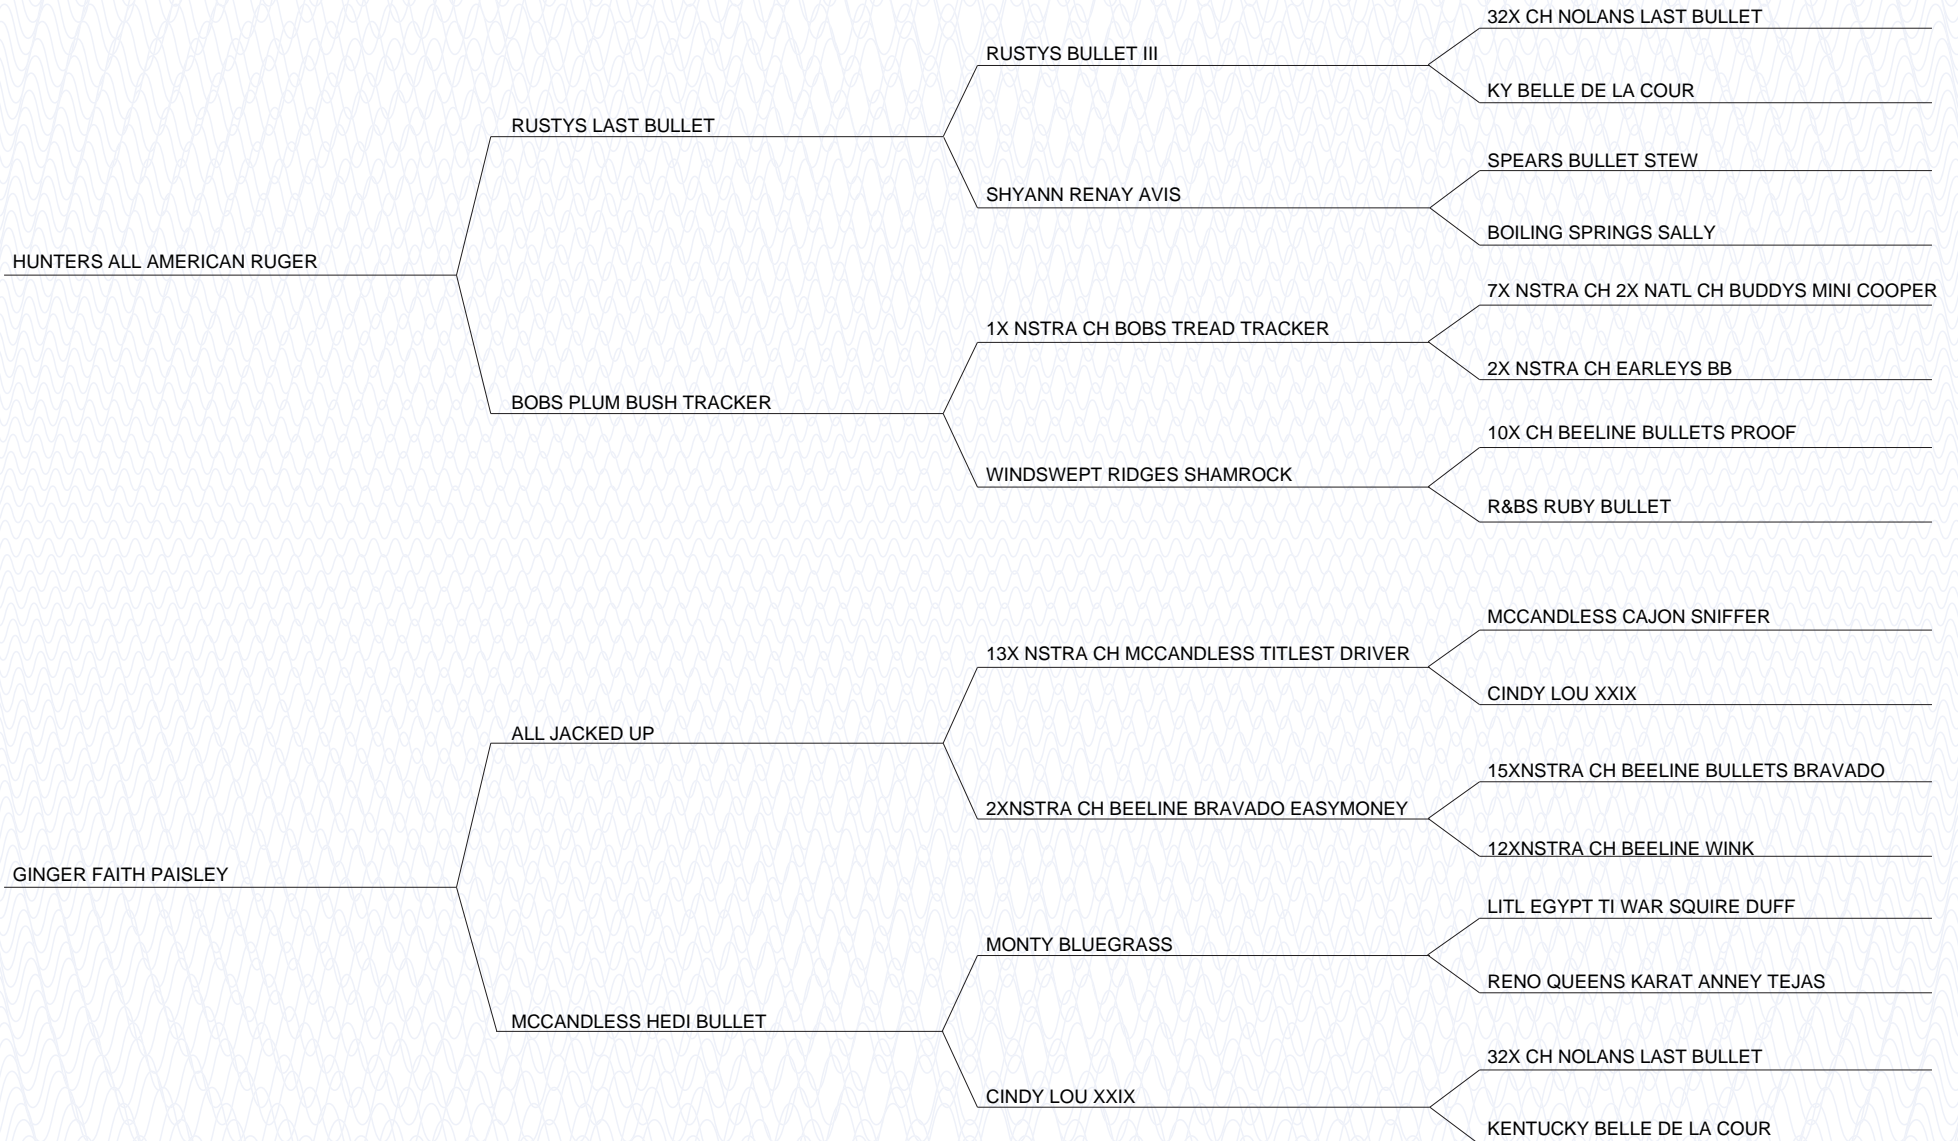 32X CH NOLANS LAST BULLET
RUSTYS BULLET III
KY BELLE DE LA COUR
RUSTYS LAST BULLET
SPEARS BULLET STEW
SHYANN RENAY AVIS
BOILING SPRINGS SALLY
HUNTERS ALL AMERICAN RUGER
7X NSTRA CH 2X NATL CH BUDDYS MINI COOPER
1X NSTRA CH BOBS TREAD TRACKER
2X NSTRA CH EARLEYS BB
BOBS PLUM BUSH TRACKER
10X CH BEELINE BULLETS PROOF
WINDSWEPT RIDGES SHAMROCK
R&BS RUBY BULLET
MCCANDLESS CAJON SNIFFER
13X NSTRA CH MCCANDLESS TITLEST DRIVER
CINDY LOU XXIX
ALL JACKED UP
15XNSTRA CH BEELINE BULLETS BRAVADO
2XNSTRA CH BEELINE BRAVADO EASYMONEY
12XNSTRA CH BEELINE WINK
GINGER FAITH PAISLEY
LITL EGYPT TI WAR SQUIRE DUFF
MONTY BLUEGRASS
RENO QUEENS KARAT ANNEY TEJAS
MCCANDLESS HEDI BULLET
32X CH NOLANS LAST BULLET
CINDY LOU XXIX
KENTUCKY BELLE DE LA COUR